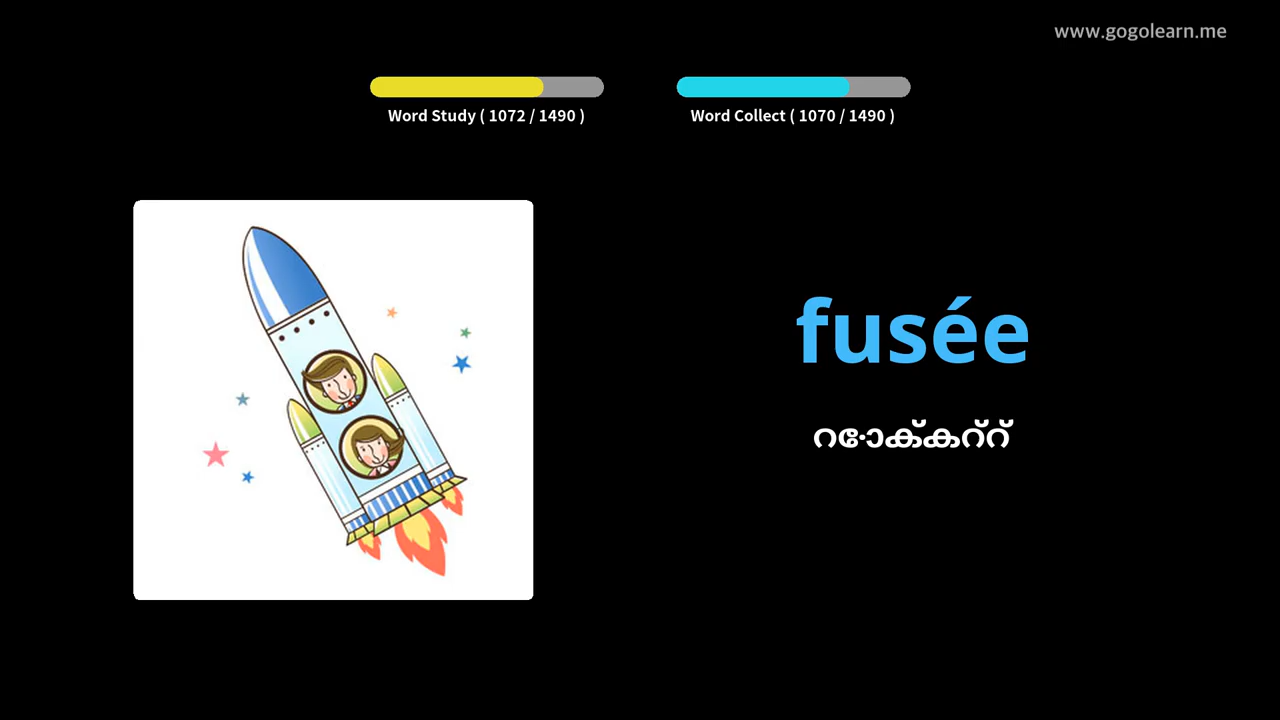 www.gogolearn.me
Word Study ( 1072 / 1490 )
Word Collect ( 1070 / 1490 )
fusée
റോക്കറ്റ്